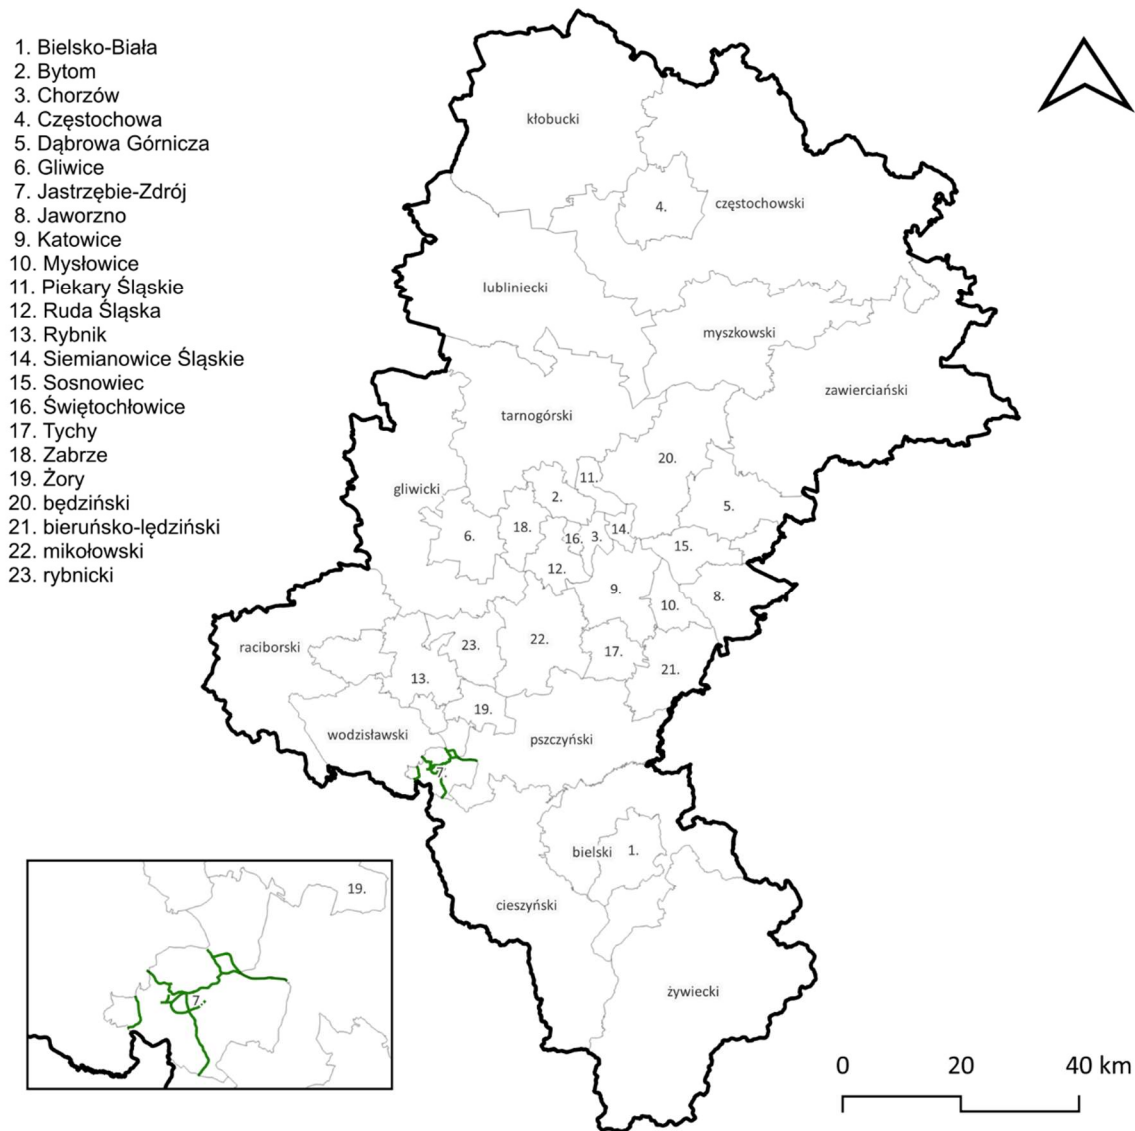 1. Bielsko-Biała
2. Bytom
3. Chorzów
4. Częstochowa
5. Dąbrowa Górnicza
6. Gliwice
7. Jastrzębie-Zdrój
8. Jaworzno
9. Katowice
10. Mysłowice
11. Piekary Śląskie
12. Ruda Śląska
13. Rybnik
14. Siemianowice Śląskie
15. Sosnowiec
16. Świętochłowice
17. Tychy
18. Zabrze
19. Żory
20. będziński
21. bieruńsko-lędziński
22. mikołowski
23. rybnicki
kłobucki
4.
częstochowski
lubliniecki
myszkowski
zawierciański
tarnogórski
20.
11.
gliwicki
2.
5.
18.
6.
16.
3.
14.
15.
12.
9.
10.
8.
raciborski
23.
22.
17.
21.
13.
19.
wodzisławski
pszczyński
7.
bielski
1.
cieszyński
żywiecki
19.
7.
0 20 40 km